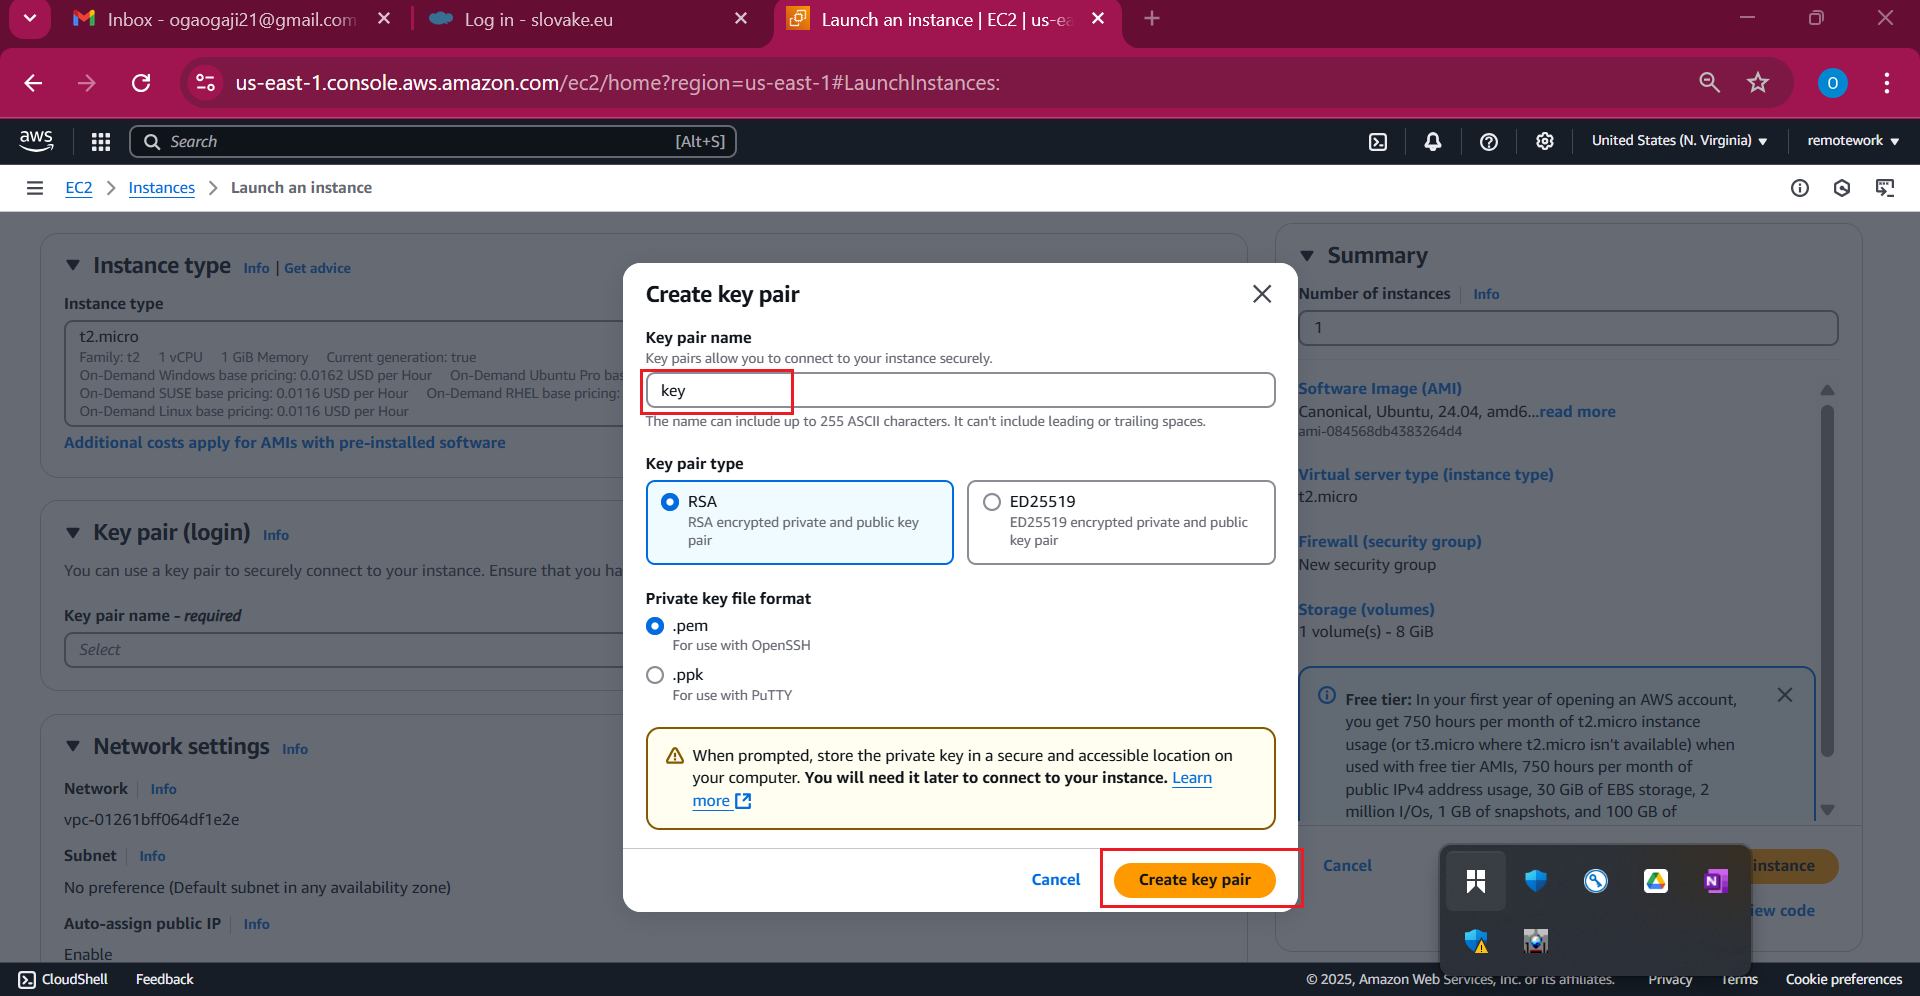 Inbox - ogaogaji21@gmail.com
Log in - slovake.eu
Launch an instance | EC2 | us-ea
us-east-1.console.aws.amazon.com/ec2/home?region=us-east-1#LaunchInstances:
O
aws
Search
[Alt+S]
United States (N. Virginia)
remotework
EC2
Instances
Launch an instance
Instance type
Info
Get advice
Instance type
t2.micro
Family: t2 1 vCPU 1 GiB Memory Current generation: true
On-Demand Windows base pricing: 0.0162 USD per Hour On-Demand Ubuntu Pro bas
On-Demand SUSE base pricing: 0.0116 USD per Hour On-Demand RHEL base pricing:
On-Demand Linux base pricing: 0.0116 USD per Hour
Additional costs apply for AMIs with pre-installed software
Key pair (login)
Info
You can use a key pair to securely connect to your instance. Ensure that you ha
Key pair name - required
Select
Network settings
Info
Network
Info
vpc-01261bff064df1e2e
Subnet
Info
No preference (Default subnet in any availability zone)
Auto-assign public IP
Info
Enable
Create key pair
Key pair name
Key pairs allow you to connect to your instance securely.
key
The name can include up to 255 ASCII characters. It can't include leading or trailing spaces.
Key pair type
RSA
RSA encrypted private and public key
pair
ED25519
ED25519 encrypted private and public
key pair
Private key file format
.pem
For use with OpenSSH
.ppk
For use with PuTTY
When prompted, store the private key in a secure and accessible location on
your computer. You will need it later to connect to your instance. Learn
more
Cancel
Create key pair
Summary
Number of instances
Info
1
Software Image (AMI)
Canonical, Ubuntu, 24.04, amd6...read more
ami-084568db4383264d4
Virtual server type (instance type)
t2.micro
Firewall (security group)
New security group
Storage (volumes)
1 volume(s) - 8 GiB
Free tier: In your first year of opening an AWS account,
you get 750 hours per month of t2.micro instance
usage (or t3.micro where t2.micro isn't available) when
used with free tier AMIs, 750 hours per month of
public IPv4 address usage, 30 GiB of EBS storage, 2
million I/Os, 1 GB of snapshots, and 100 GB of
Cancel
instance
iew code
N
CloudShell
Feedback
© 2025, Amazon Web Services, Inc. or its affiliates.
Privacy
Terms
Cookie preferences